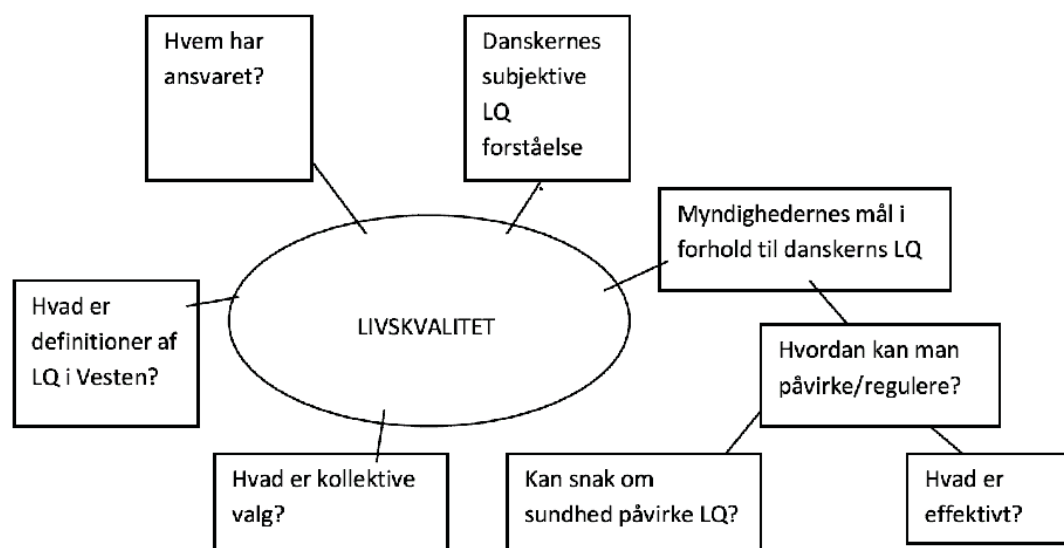 Hvem har
ansvaret?
Danskernes
subjektive
LQ
forståelse
Myndighedernes mål i
forhold til danskerns LQ
Hvad er
definitioner af
LQ i Vesten?
LIVSKVALITET
Hvordan kan man
påvirke/regulere?
Hvad er kollektive
valg?
Kan snak om
sundhed påvirke LQ?
Hvad er
effektivt?